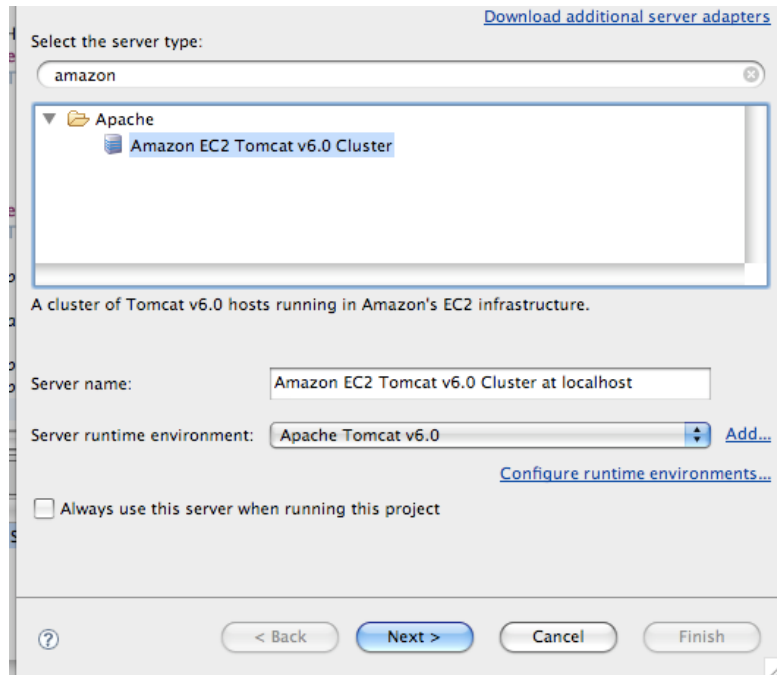 Download additional server adapters
Select the server type:
amazon
Apache
Amazon EC2 Tomcat v6.0 Cluster
A cluster of Tomcat v6.0 hosts running in Amazon's EC2 infrastructure.
Server name: Amazon EC2 Tomcat v6.0 Cluster at localhost
Server runtime environment: Apache Tomcat v6.0 Add...
Configure runtime environments...
Always use this server when running this project
? < Back Next > Cancel Finish